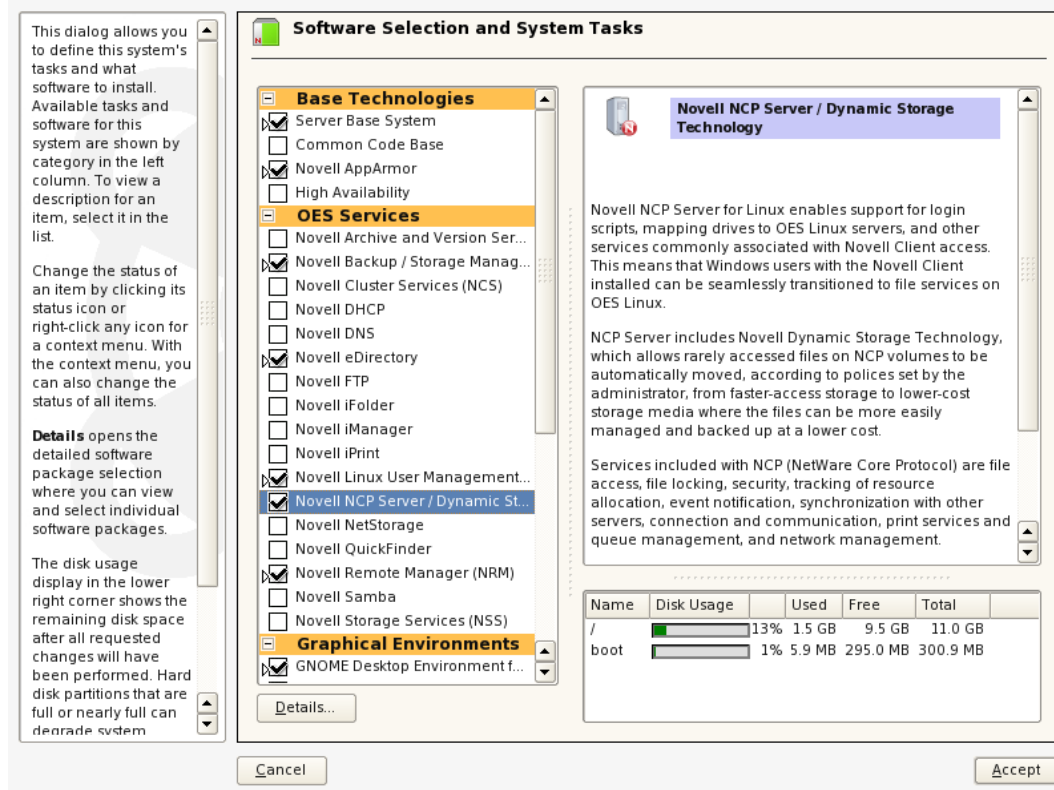 This dialog allows you
to define this system's
tasks and what
software to install.
Available tasks and
software for this
system are shown by
category in the left
column. To view a
description for an
item, select it in the
list.
Change the status of
an item by clicking its
status icon or
right-click any icon for
a context menu. With
the context menu, you
can also change the
status of all items.
Details opens the
detailed software
package selection
where you can view
and select individual
software packages.
The disk usage
display in the lower
right corner shows the
remaining disk space
after all requested
changes will have
been performed. Hard
disk partitions that are
full or nearly full can
degrade system
Software Selection and System Tasks
Base Technologies
Server Base System
Common Code Base
Novell AppArmor
High Availability
OES Services
Novell Archive and Version Ser...
Novell Backup / Storage Manag...
Novell Cluster Services (NCS)
Novell DHCP
Novell DNS
Novell eDirectory
Novell FTP
Novell iFolder
Novell iManager
Novell iPrint
Novell Linux User Management...
Novell NCP Server / Dynamic St...
Novell NetStorage
Novell QuickFinder
Novell Remote Manager (NRM)
Novell Samba
Novell Storage Services (NSS)
Graphical Environments
GNOME Desktop Environment f...
Details...
Novell NCP Server / Dynamic Storage
Technology
Novell NCP Server for Linux enables support for login
scripts, mapping drives to OES Linux servers, and other
services commonly associated with Novell Client access.
This means that Windows users with the Novell Client
installed can be seamlessly transitioned to file services on
OES Linux.
NCP Server includes Novell Dynamic Storage Technology,
which allows rarely accessed files on NCP volumes to be
automatically moved, according to polices set by the
administrator, from faster-access storage to lower-cost
storage media where the files can be more easily
managed and backed up at a lower cost.
Services included with NCP (NetWare Core Protocol) are file
access, file locking, security, tracking of resource
allocation, event notification, synchronization with other
servers, connection and communication, print services and
queue management, and network management.
Name Disk Usage Used Free Total
/ 13% 1.5 GB 9.5 GB 11.0 GB
boot 1% 5.9 MB 295.0 MB 300.9 MB
Cancel
Accept